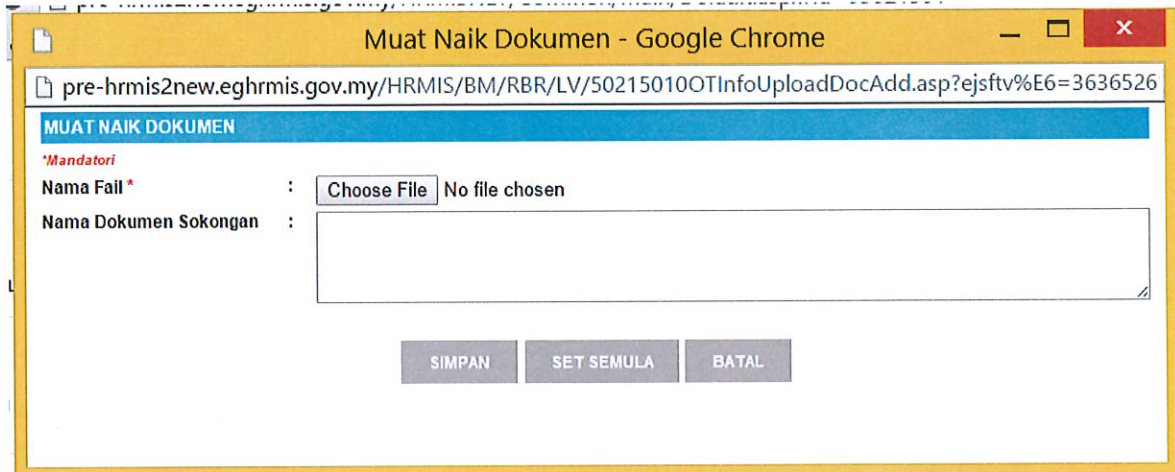 Muat Naik Dokumen - Google Chrome
pre-hrmis2new.eghrmis.gov.my/HRMIS/BM/RBR/LV/50215010OTInfoUploadDocAdd.asp?ejsftv%E6=3636526
MUAT NAIK DOKUMEN
*Mandatori
Nama Fail * : Choose File No file chosen
Nama Dokumen Sokongan :
SIMPAN SET SEMULA BATAL